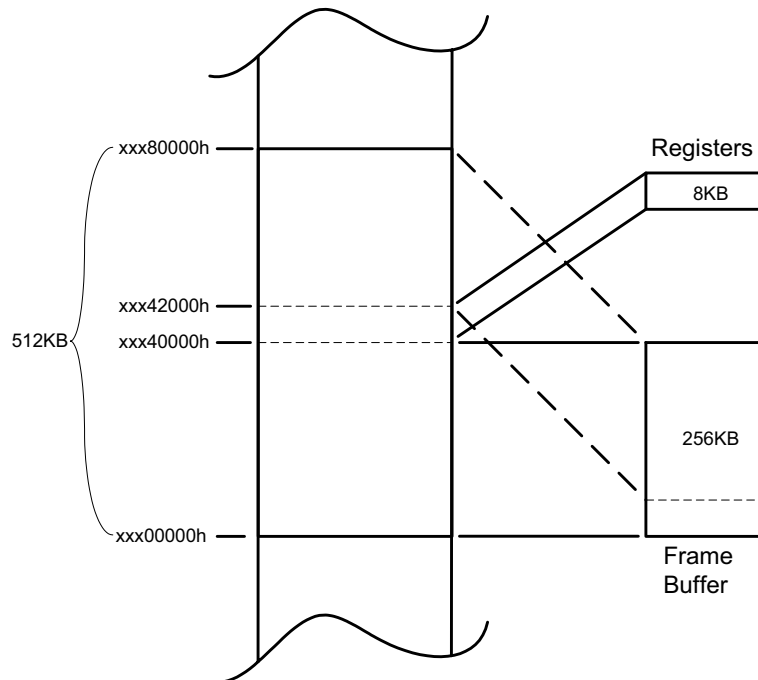 xxx80000h
Registers
8KB
xxx42000h
512KB
xxx40000h
256KB
xxx00000h
Frame
Buffer